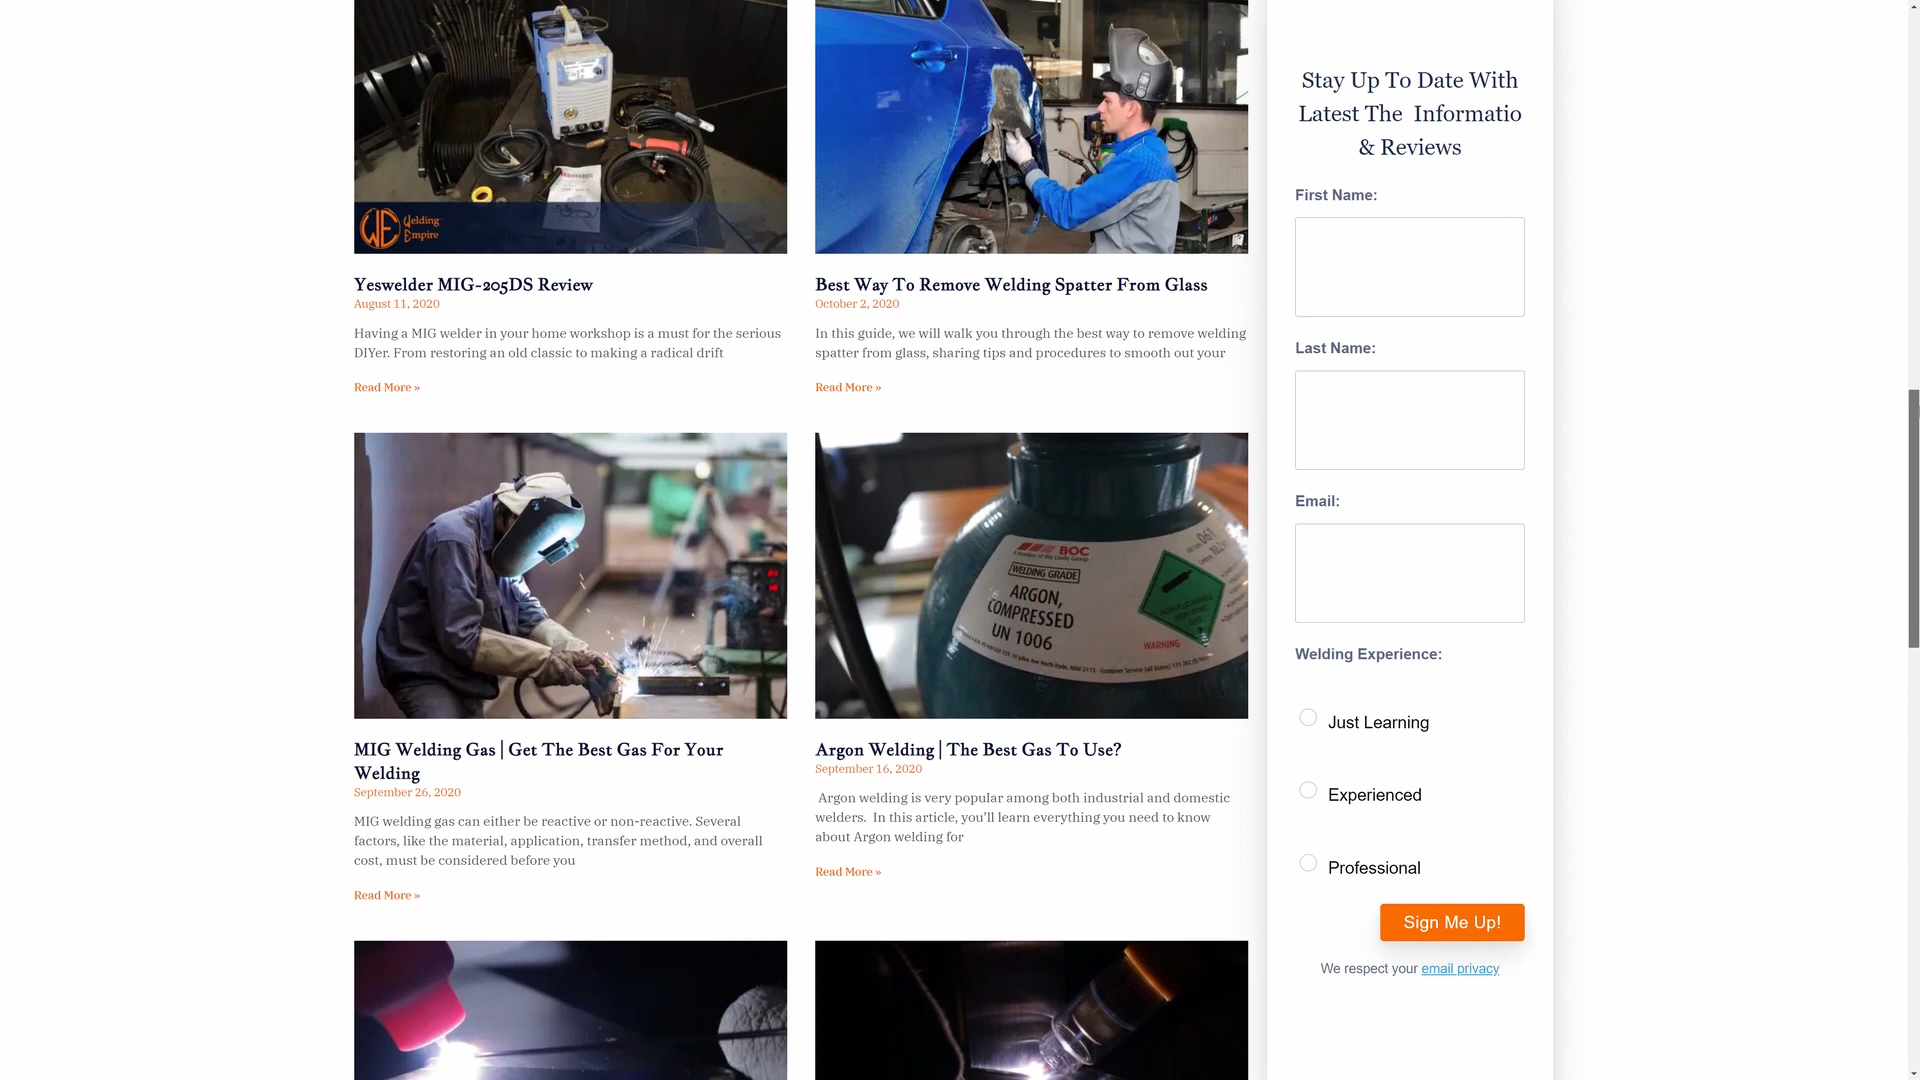 Welding
Empire
Yeswelder MIG-205DS Review
August 11, 2020
Having a MIG welder in your home workshop is a must for the serious
DIYer. From restoring an old classic to making a radical drift
Read More »
Best Way To Remove Welding Spatter From Glass
October 2, 2020
In this guide, we will walk you through the best way to remove welding
spatter from glass, sharing tips and procedures to smooth out your
Read More »
MIG Welding Gas | Get The Best Gas For Your
Welding
September 26, 2020
MIG welding gas can either be reactive or non-reactive. Several
factors, like the material, application, transfer method, and overall
cost, must be considered before you
Read More »
BOC
A member of the Linde Group
WELDING GRADE
ARGON,
COMPRESSED
UN 1006
WARNING
Argon Welding | The Best Gas To Use?
September 16, 2020
Argon welding is very popular among both industrial and domestic
welders.  In this article, you’ll learn everything you need to know
about Argon welding for
Read More »
Stay Up To Date With
Latest The  Informatio
& Reviews
First Name:
Last Name:
Email:
Welding Experience:
Just Learning
Experienced
Professional
Sign Me Up!
We respect your email privacy